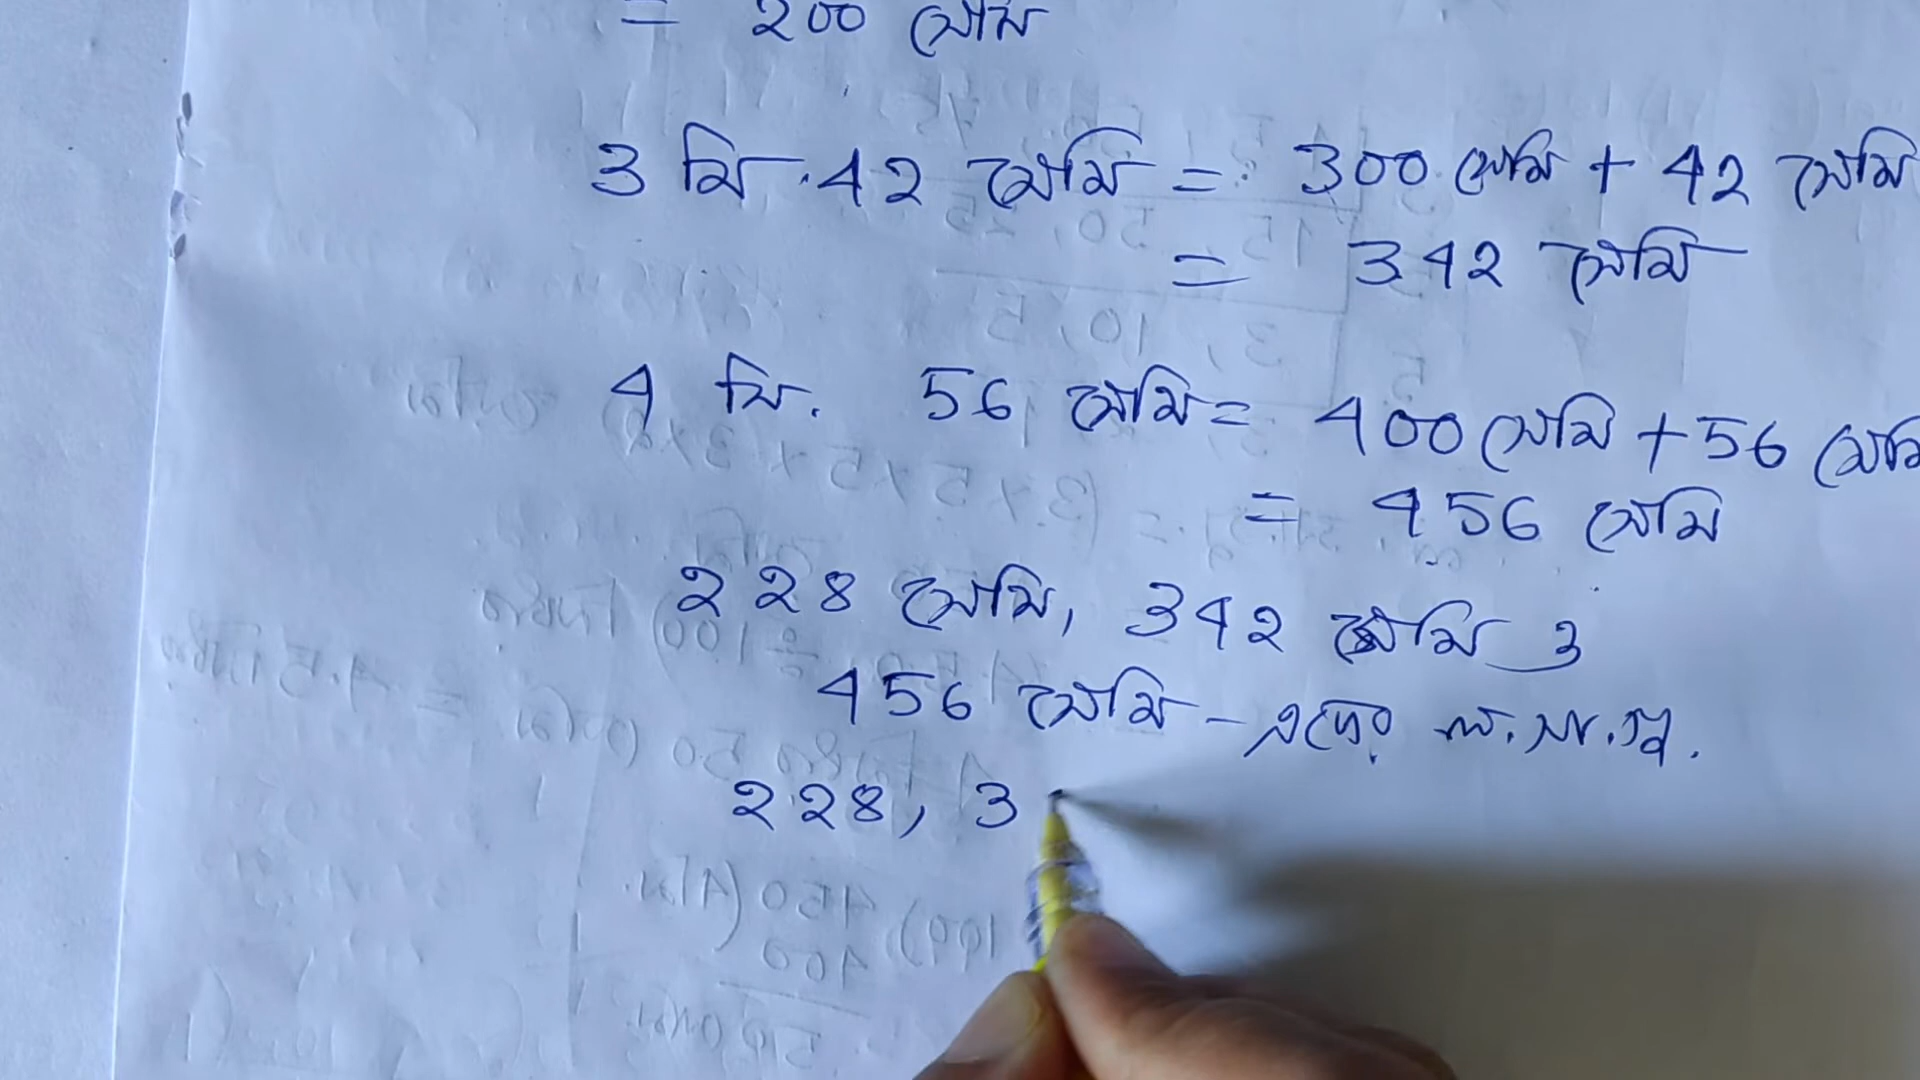 = 200 সেমি
3 মি. 42 সেমি = 300 সেমি + 42 সেমি
= 342 সেমি
4 মি. 56 সেমি = 400 সেমি + 56 সেমি
= 456 সেমি
228 সেমি, 342 সেমি ও
456 সেমি - এদের ল.সা.গু.
228, 3